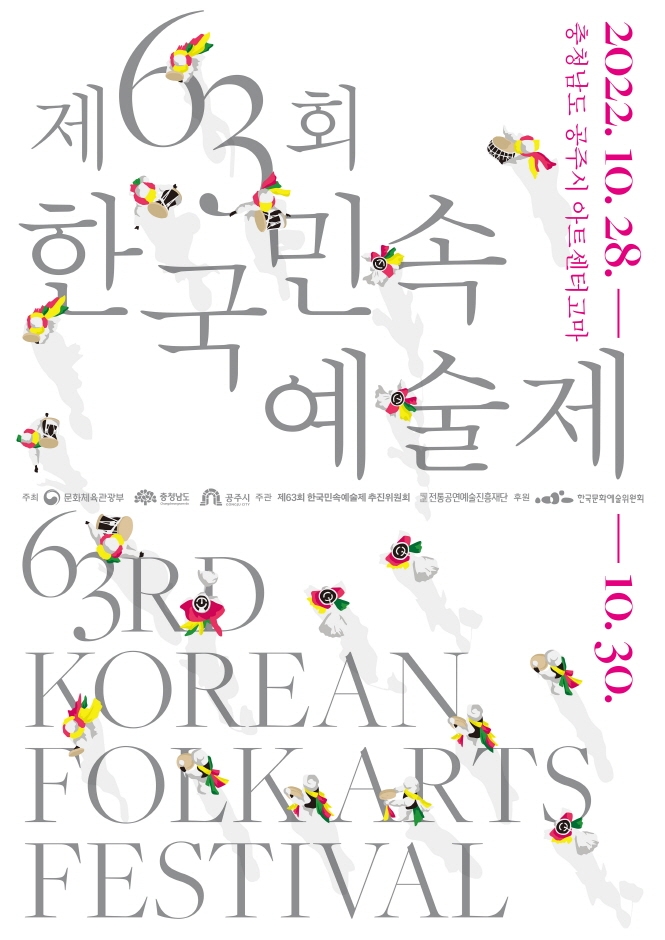 제63회
한국민속
예술제
2022. 10. 28. — 10. 30.
충청남도 공주시 아트센터고마
주최 문화체육관광부 충청남도 공주시 주관 제63회 한국민속예술제 추진위원회 전통공연예술진흥재단 후원 한국문화예술위원회
63RD
KOREAN
FOLK ARTS
FESTIVAL